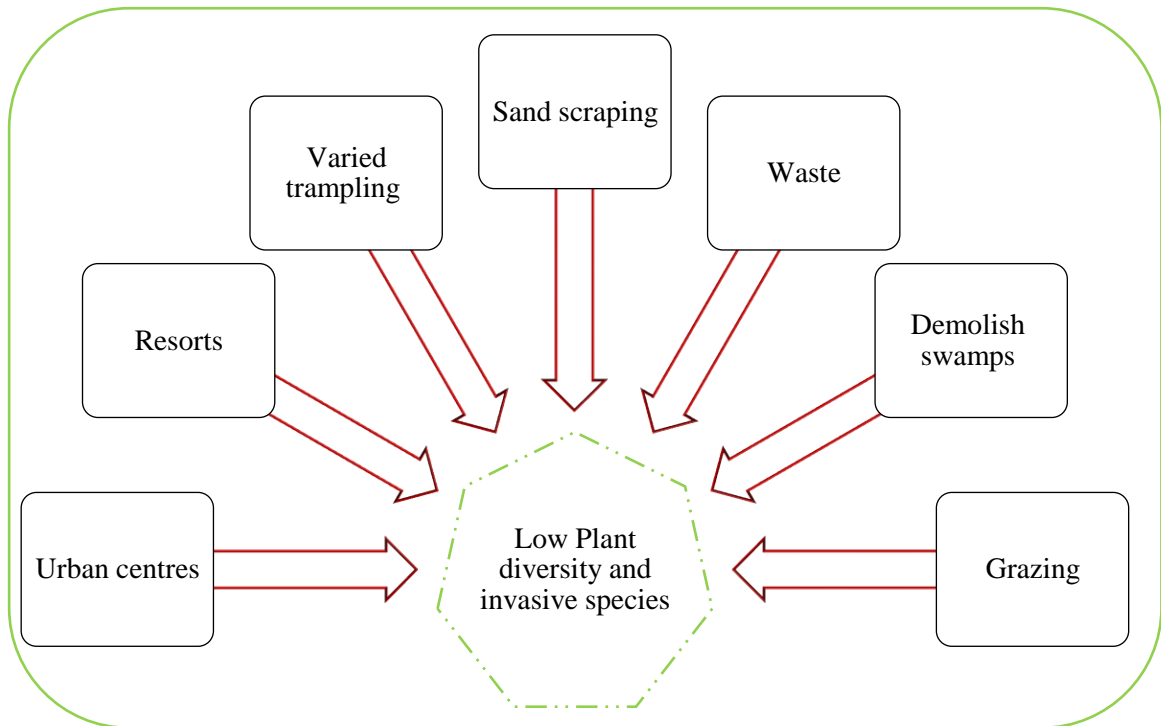 Sand scraping
Varied
trampling
Waste
Resorts
Demolish
swamps
Urban centres
Low Plant
diversity and
invasive species
Grazing